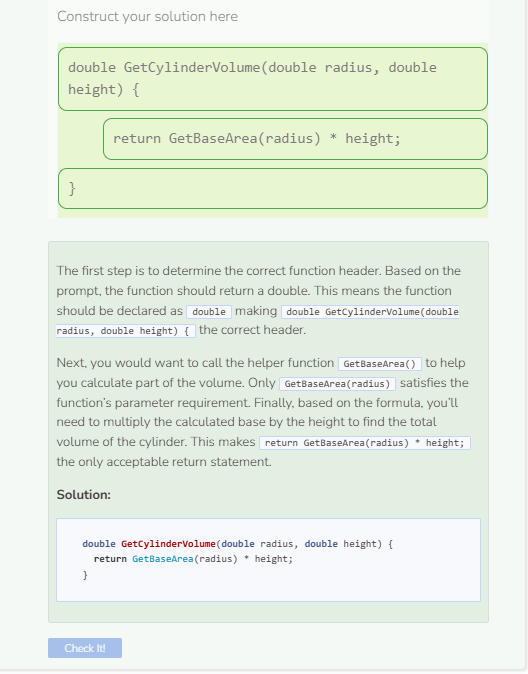 Construct your solution here
double GetCylinderVolume(double radius, double
height) {
return GetBaseArea(radius) * height;
}
The first step is to determine the correct function header. Based on the
prompt, the function should return a double. This means the function
should be declared as double making double GetCylinderVolume(double
radius, double height) { the correct header.
Next, you would want to call the helper function GetBaseArea() to help
you calculate part of the volume. Only GetBaseArea(radius) satisfies the
function's parameter requirement. Finally, based on the formula, you'll
need to multiply the calculated base by the height to find the total
volume of the cylinder. This makes return GetBaseArea(radius) * height;
the only acceptable return statement.
Solution:
double GetCylinderVolume(double radius, double height) {
return GetBaseArea(radius) * height;
}
Check It!